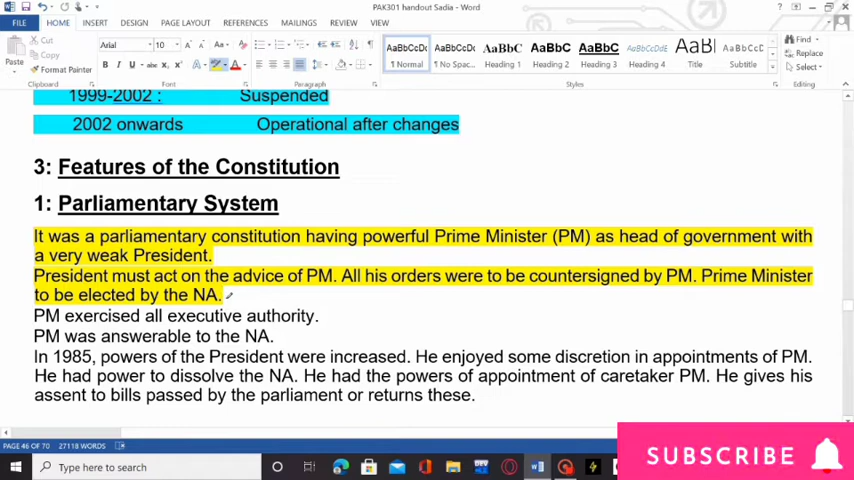 PAK301 handout Sadia - Word
FILE HOME INSERT DESIGN PAGE LAYOUT REFERENCES MAILINGS REVIEW VIEW
Paste
Cut
Copy
Format Painter
Clipboard
Arial 10
Font
Paragraph
AaBbCcDc AaBbCcDc AaBbC AaBbCc AaBbCc AaBbCcDdE AaBb AaBbCcDc
¶ Normal ¶ No Spac... Heading 1 Heading 2 Heading 3 Heading 4 Title Subtitle
Styles
Find
Replace
Select
Editing
1999-2002 : Suspended
2002 onwards Operational after changes
3: Features of the Constitution
1: Parliamentary System
It was a parliamentary constitution having powerful Prime Minister (PM) as head of government with
a very weak President.
President must act on the advice of PM. All his orders were to be countersigned by PM. Prime Minister
to be elected by the NA.
PM exercised all executive authority.
PM was answerable to the NA.
In 1985, powers of the President were increased. He enjoyed some discretion in appointments of PM.
He had power to dissolve the NA. He had the powers of appointment of caretaker PM. He gives his
assent to bills passed by the parliament or returns these.
PAGE 46 OF 70 27118 WORDS
Type here to search
SUBSCRIBE